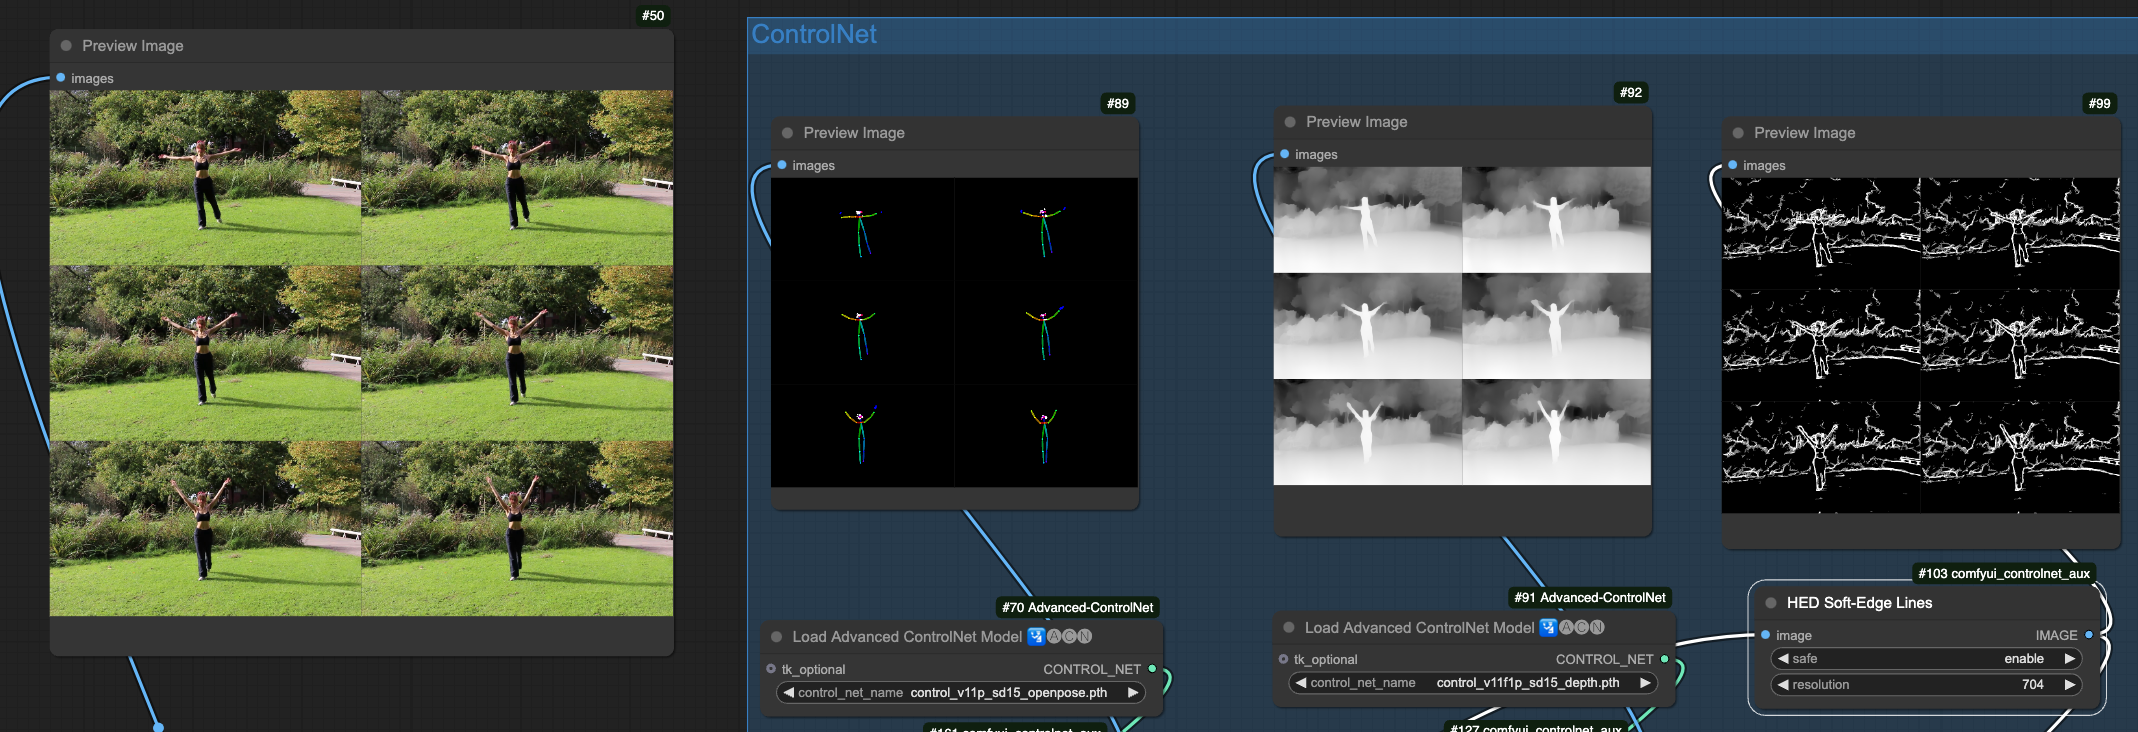 #50
Preview Image
images
ControlNet
#89
Preview Image
images
#92
Preview Image
images
#99
Preview Image
images
#70 Advanced-ControlNet
Load Advanced ControlNet Model 🛂🅐🅒🅝
tk_optional CONTROL_NET
control_net_name control_v11p_sd15_openpose.pth
#161 comfyui_controlnet_aux
#91 Advanced-ControlNet
Load Advanced ControlNet Model 🛂🅐🅒🅝
tk_optional CONTROL_NET
control_net_name control_v11f1p_sd15_depth.pth
#127 comfyui_controlnet_aux
#103 comfyui_controlnet_aux
HED Soft-Edge Lines
image IMAGE
safe enable
resolution 704